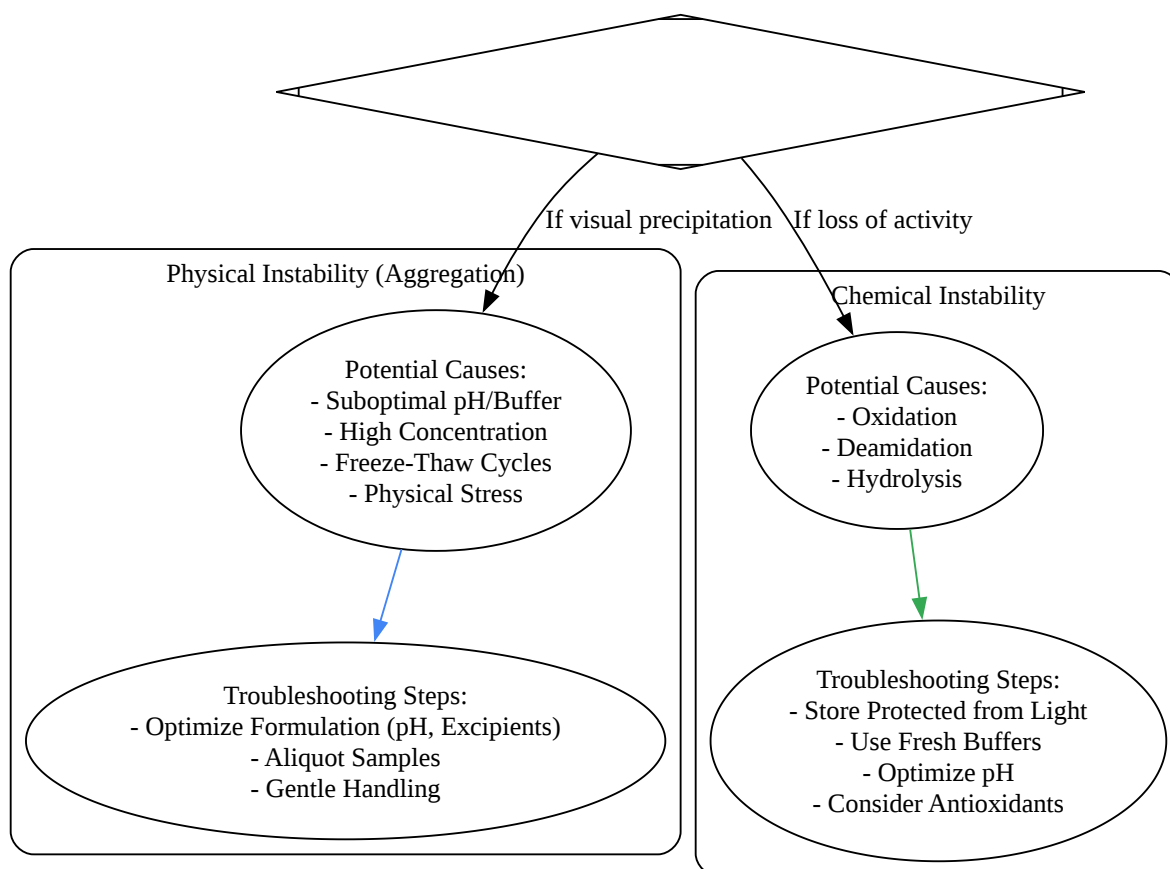 If visual precipitation
If loss of activity
Physical Instability (Aggregation)
Potential Causes:
- Suboptimal pH/Buffer
- High Concentration
- Freeze-Thaw Cycles
- Physical Stress
Troubleshooting Steps:
- Optimize Formulation (pH, Excipients)
- Aliquot Samples
- Gentle Handling
Chemical Instability
Potential Causes:
- Oxidation
- Deamidation
- Hydrolysis
Troubleshooting Steps:
- Store Protected from Light
- Use Fresh Buffers
- Optimize pH
- Consider Antioxidants